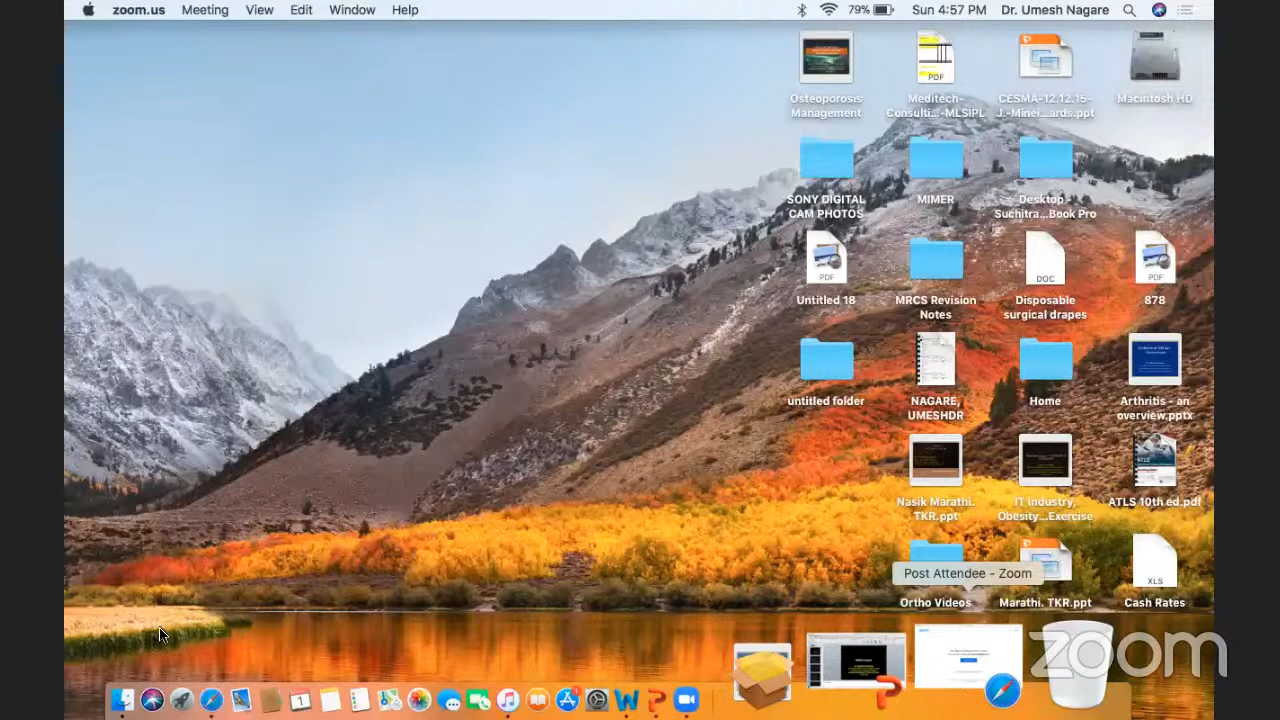 zoom.us Meeting View Edit Window Help 79% Sun 4:57 PM Dr. Umesh Nagare
Osteoporosis
Management
PDF
Meditech-
Consulti...-MLSIPL
CESMA-12.12.15-
J.-Minei...ards.ppt
Macintosh HD
SONY DIGITAL
CAM PHOTOS
MIMER
Desktop -
Suchitra...Book Pro
PDF
Untitled 18
MRCS Revision
Notes
DOC
Disposable
surgical drapes
PDF
878
untitled folder
NAGARE,
UMESHDR
Home
Arthritis - an
overview.pptx
Nasik Marathi.
TKR.ppt
IT industry,
Obesity...Exercise
ATLS
ATLS 10th ed.pdf
Post Attendee - Zoom
Ortho Videos
Marathi. TKR.ppt
XLS
Cash Rates
1
zoom